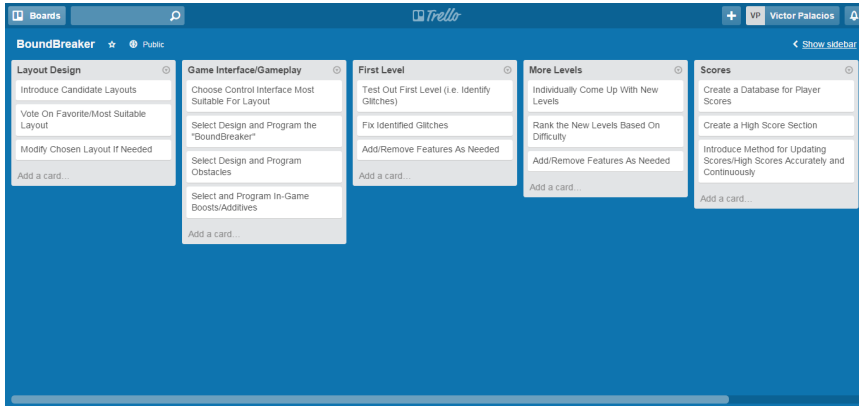 Boards
Trello
VP Victor Palacios
BoundBreaker
Public
Show sidebar
Layout Design
Introduce Candidate Layouts
Vote On Favorite/Most Suitable
Layout
Modify Chosen Layout If Needed
Add a card...
Game Interface/Gameplay
Choose Control Interface Most
Suitable For Layout
Select Design and Program the
"BoundBreaker"
Select Design and Program
Obstacles
Select and Program In-Game
Boosts/Additives
Add a card...
First Level
Test Out First Level (i.e. Identify
Glitches)
Fix Identified Glitches
Add/Remove Features As Needed
Add a card...
More Levels
Individually Come Up With New
Levels
Rank the New Levels Based On
Difficulty
Add/Remove Features As Needed
Add a card...
Scores
Create a Database for Player
Scores
Create a High Score Section
Introduce Method for Updating
Scores/High Scores Accurately and
Continuously
Add a card...